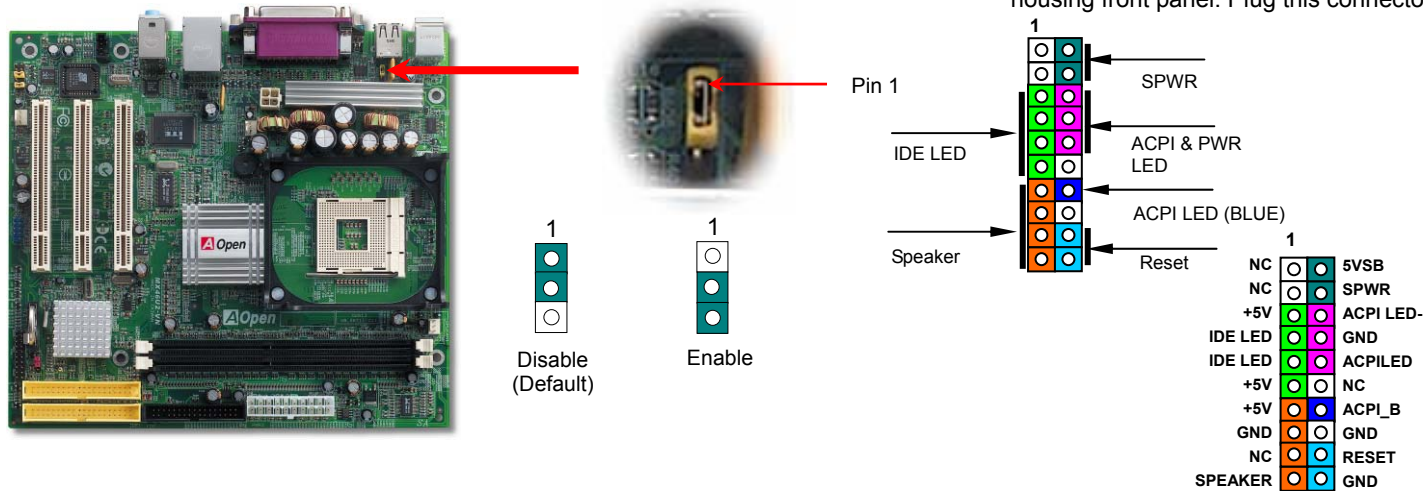 housing front panel. Plug this connecto
1
SPWR
Pin 1
IDE LED
ACPI & PWR
LED
ACPI LED (BLUE)
Speaker
Reset
AOpen
AOpen
1
Disable
(Default)
1
Enable
1
NC 5VSB
NC SPWR
+5V ACPI LED-
IDE LED GND
IDE LED ACPILED
+5V NC
+5V ACPI_B
GND GND
NC RESET
SPEAKER GND